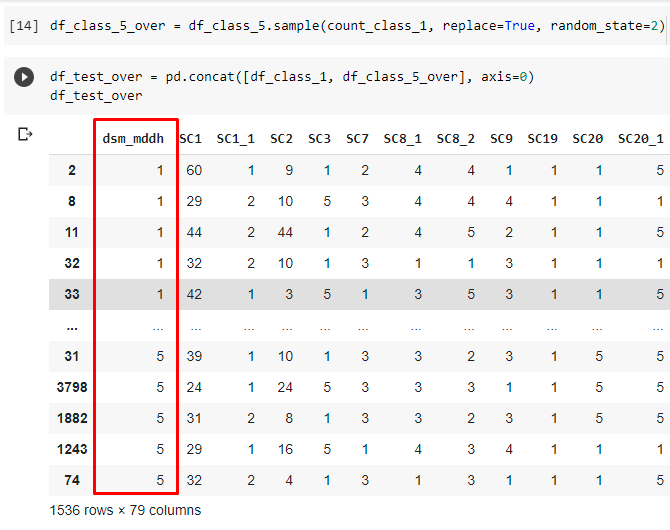 [14] df_class_5_over = df_class_5.sample(count_class_1, replace=True, random_state=2)
df_test_over = pd.concat([df_class_1, df_class_5_over], axis=0)
df_test_over
dsm_mddh SC1 SC1_1 SC2 SC3 SC7 SC8_1 SC8_2 SC9 SC19 SC20 SC20_1
2 1 60 1 9 1 2 4 4 1 1 1 5
8 1 29 2 10 5 3 4 4 4 1 1 1
11 1 44 2 44 1 2 4 5 2 1 1 5
32 1 32 2 10 1 3 1 1 3 1 1 1
33 1 42 1 3 5 1 3 5 3 1 1 5
... ... ... ... ... ... ... ... ... ... ... ... ...
31 5 39 1 10 1 3 3 2 3 1 5 5
3798 5 24 1 24 5 3 3 3 1 1 5 5
1882 5 31 2 8 1 3 3 2 3 1 5 5
1243 5 29 1 16 5 1 4 3 4 1 1 1
74 5 32 2 4 1 3 1 3 1 1 1 5
1536 rows × 79 columns